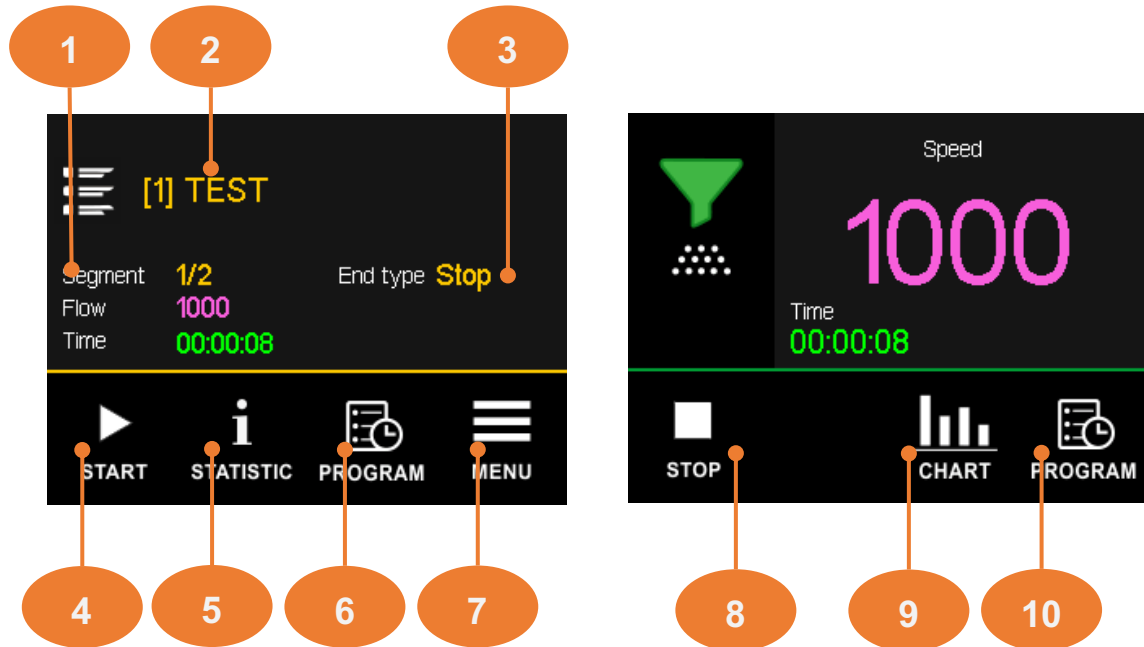 1 2 3
[1] TEST
Segment 1/2 End type Stop
Flow 1000
Time 00:00:08
START STATISTIC PROGRAM MENU
4 5 6 7
Speed
1000
Time
00:00:08
STOP CHART PROGRAM
8 9 10